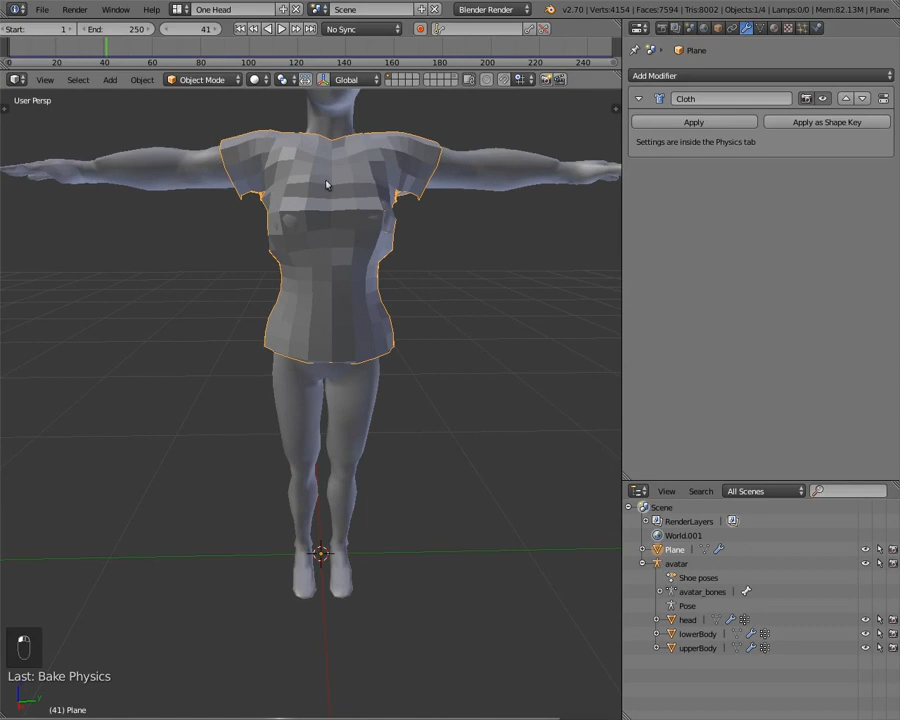 File Render Window Help One Head Scene Blender Render v2.70 | Verts:4154 | Faces:7594 | Tris:8002 | Objects:1/4 | Lamps:0/0 | Mem:82.13M | Plane
Start: 1 End: 250 41 No Sync
0 20 40 60 80 100 120 140 160 180 200 220 240
View Select Add Object Object Mode Global
User Persp
Plane
Add Modifier
Cloth
Apply Apply as Shape Key
Settings are inside the Physics tab
View Search All Scenes
Scene
RenderLayers
World.001
Plane
avatar
Shoe poses
avatar_bones
Pose
head
lowerBody
upperBody
Last: Bake Physics
(41) Plane